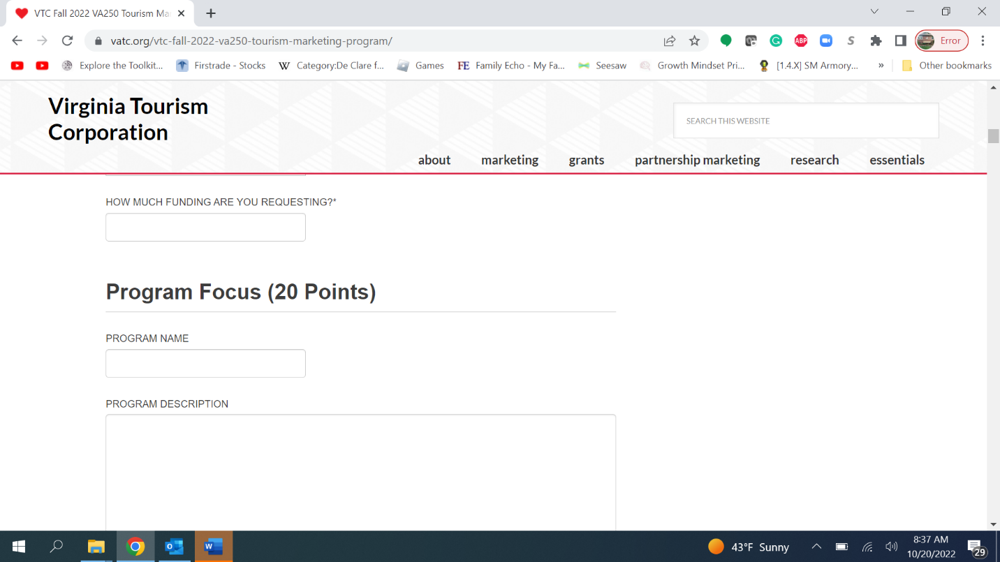 VTC Fall 2022 VA250 Tourism Ma
vatc.org/vtc-fall-2022-va250-tourism-marketing-program/
ABP
S
Error
Explore the Toolkit...
Firstrade - Stocks
W Category:De Clare f...
Games
FE Family Echo - My Fa...
Seesaw
Growth Mindset Pri...
[1.4.X] SM Armory...
»
Other bookmarks
Virginia Tourism
Corporation
SEARCH THIS WEBSITE
about marketing grants partnership marketing research essentials
HOW MUCH FUNDING ARE YOU REQUESTING?*
Program Focus (20 Points)
PROGRAM NAME
PROGRAM DESCRIPTION
43°F Sunny
8:37 AM
10/20/2022
29